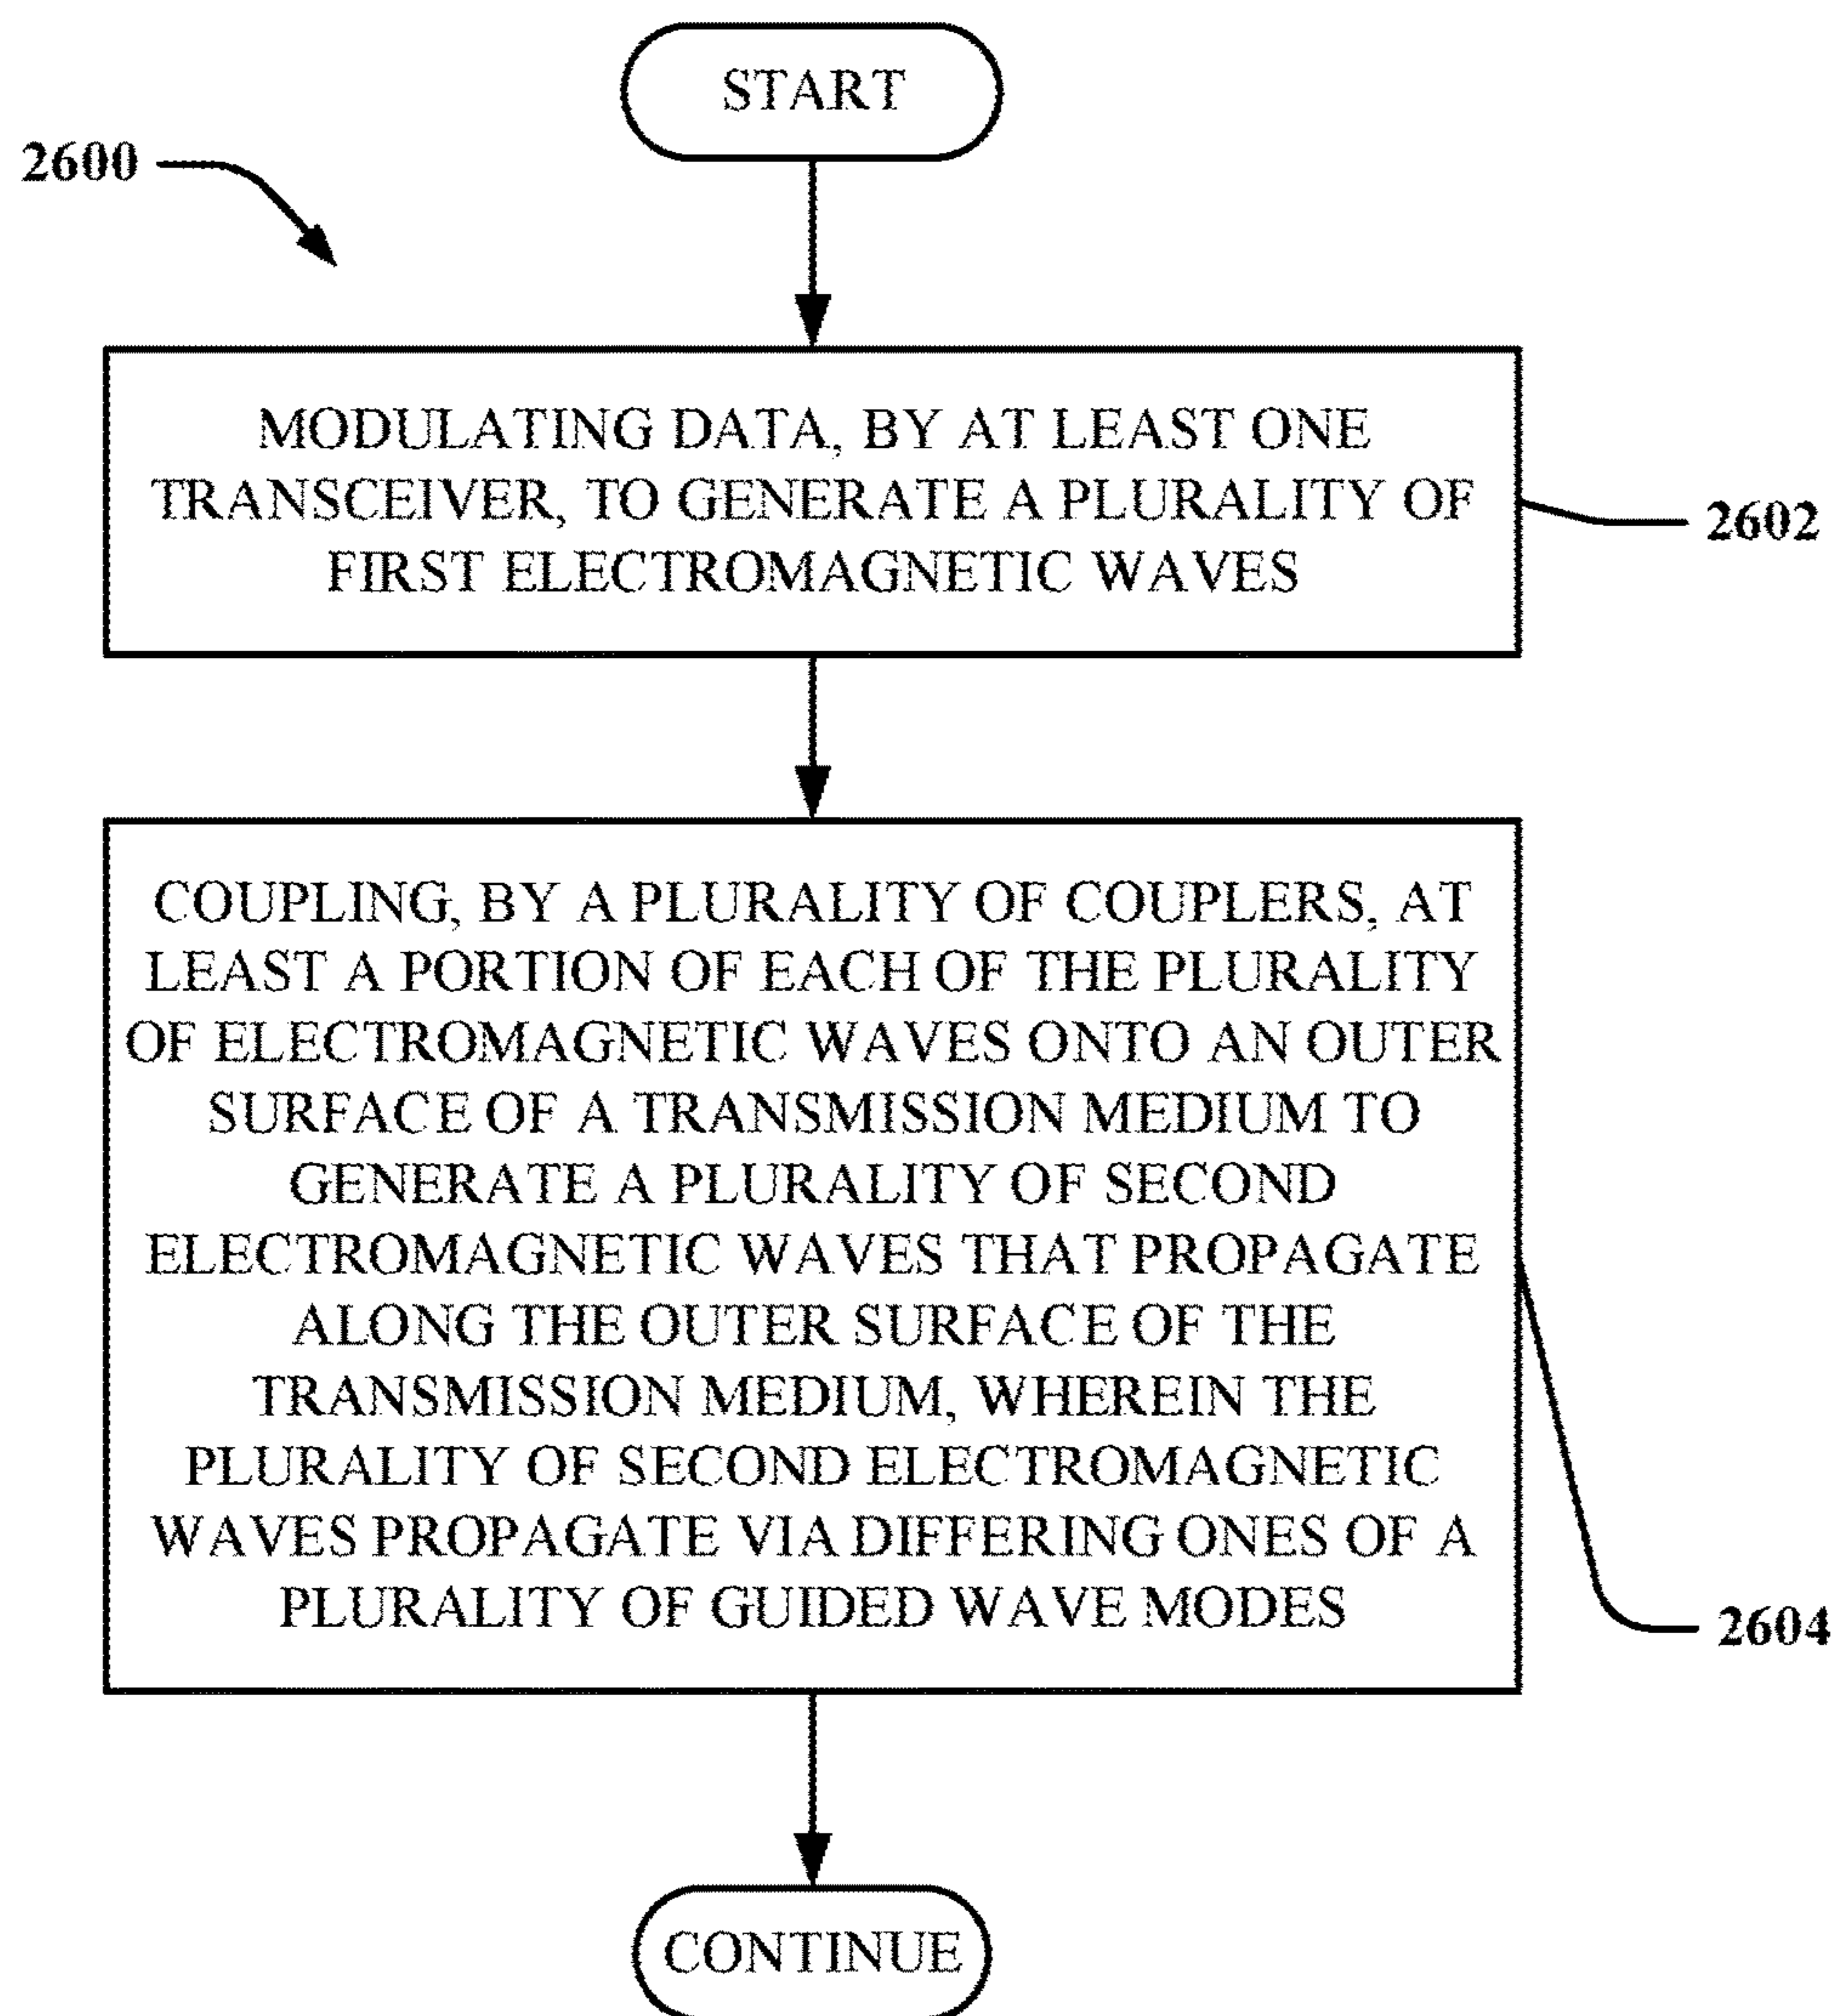 START
2600
MODULATING DATA, BY AT LEAST ONE
TRANSCEIVER, TO GENERATE A PLURALITY OF
FIRST ELECTROMAGNETIC WAVES
2602
COUPLING, BY A PLURALITY OF COUPLERS, AT
LEAST A PORTION OF EACH OF THE PLURALITY
OF ELECTROMAGNETIC WAVES ONTO AN OUTER
SURFACE OF A TRANSMISSION MEDIUM TO
GENERATE A PLURALITY OF SECOND
ELECTROMAGNETIC WAVES THAT PROPAGATE
ALONG THE OUTER SURFACE OF THE
TRANSMISSION MEDIUM, WHEREIN THE
PLURALITY OF SECOND ELECTROMAGNETIC
WAVES PROPAGATE VIA DIFFERING ONES OF A
PLURALITY OF GUIDED WAVE MODES
2604
CONTINUE